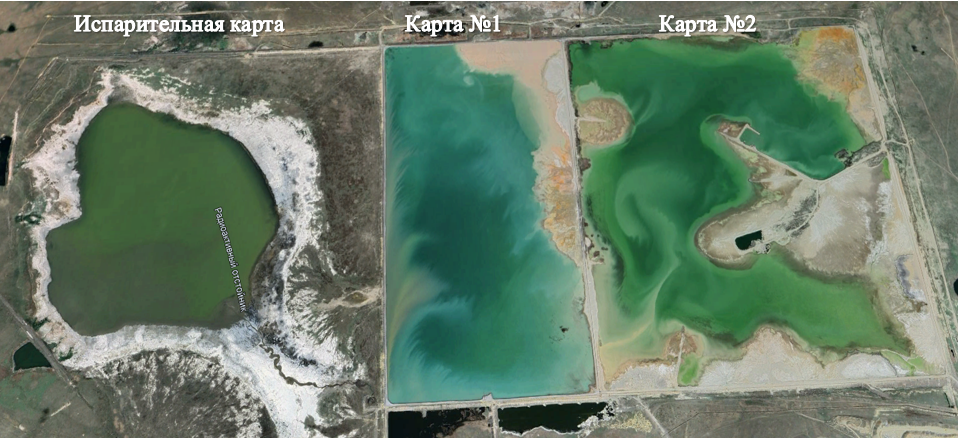 Испарительная карта
Карта №1
Карта №2
Радиоактивный отстойник